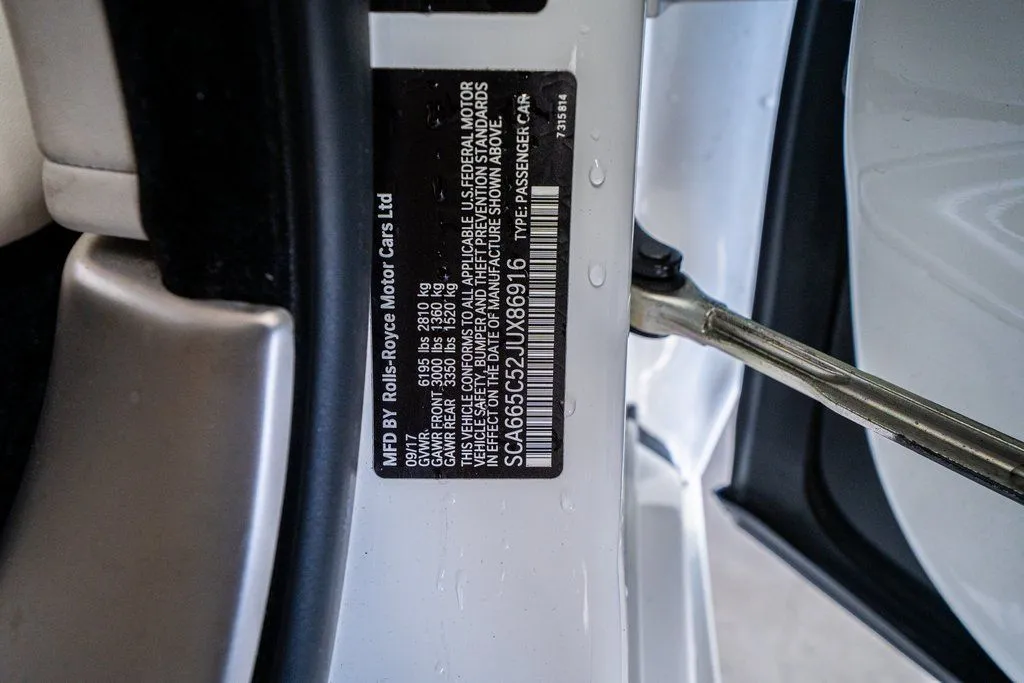 MFD BY Rolls-Royce Motor Cars Ltd
09/17
GVWR. 6195 lbs 2810 kg
GAWR FRONT 3000 lbs 1360 kg
GAWR REAR 3350 lbs 1520 kg
THIS VEHICLE CONFORMS TO ALL APPLICABLE U.S.FEDERAL MOTOR
VEHICLE SAFETY, BUMPER AND THEFT PREVENTION STANDARDS
IN EFFECT ON THE DATE OF MANUFACTURE SHOWN ABOVE.
SCA665C52JUX86916 TYPE: PASSENGER CAR
7315814